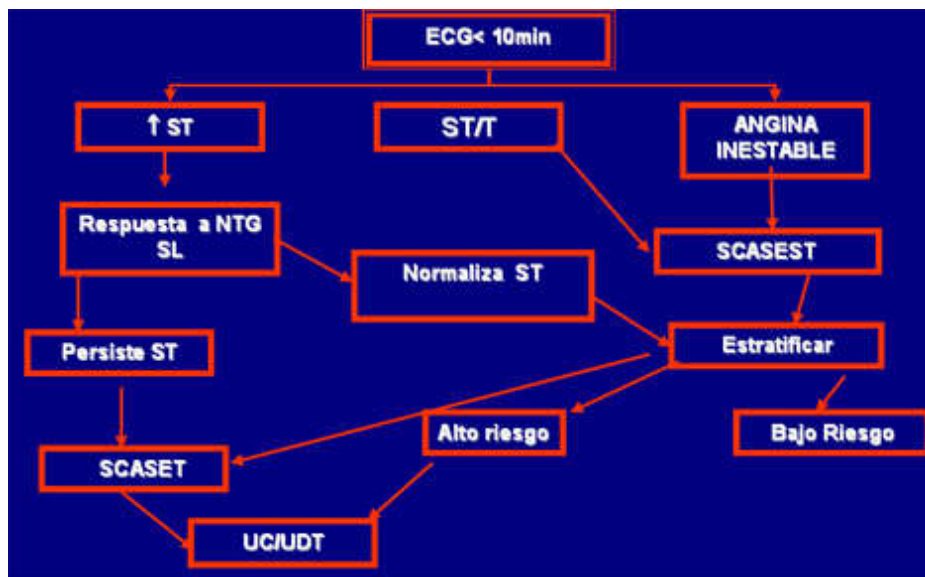 ECG< 10min
↑ ST
ST/T
ANGINA
INESTABLE
Respuesta a NTG
SL
SCASEST
Normaliza ST
Persiste ST
Estratificar
Alto riesgo
Bajo Riesgo
SCASET
UC/UDT